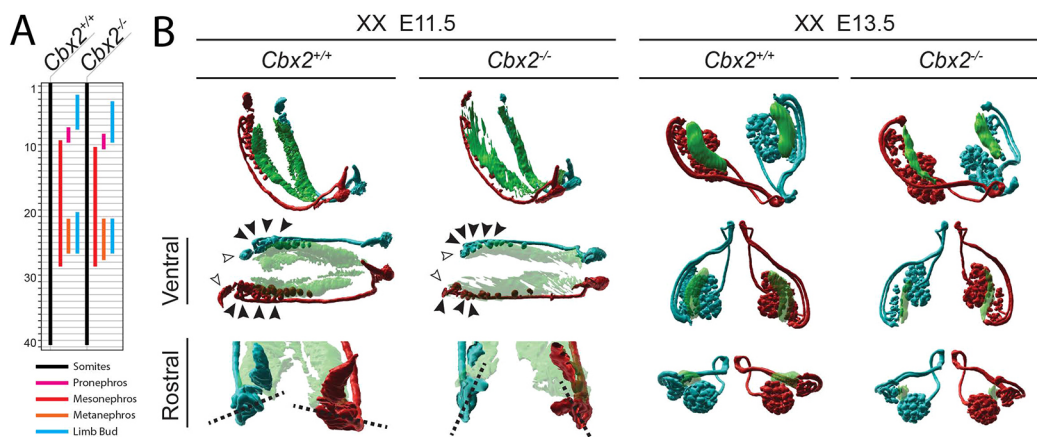 A
Cbx2+/+
Cbx2-/-
1
10
20
30
40
Somites
Pronephros
Mesonephros
Metanephros
Limb Bud
B
XX E11.5
XX E13.5
Cbx2+/+
Cbx2-/-
Cbx2+/+
Cbx2-/-
Ventral
Rostral